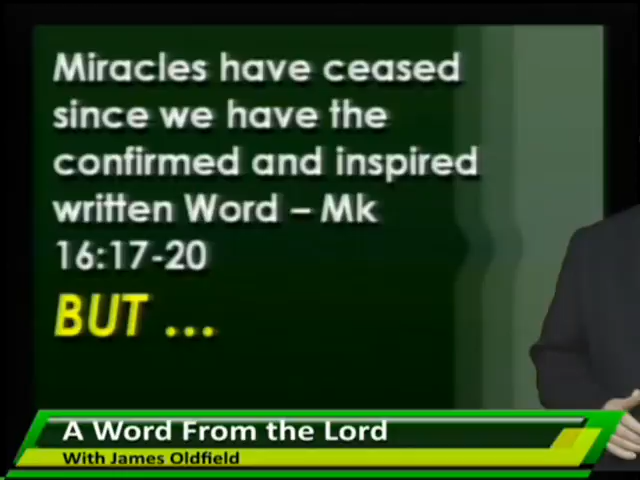 Miracles have ceased
since we have the
confirmed and inspired
written Word – Mk
16:17-20
BUT ...
A Word From the Lord
With James Oldfield